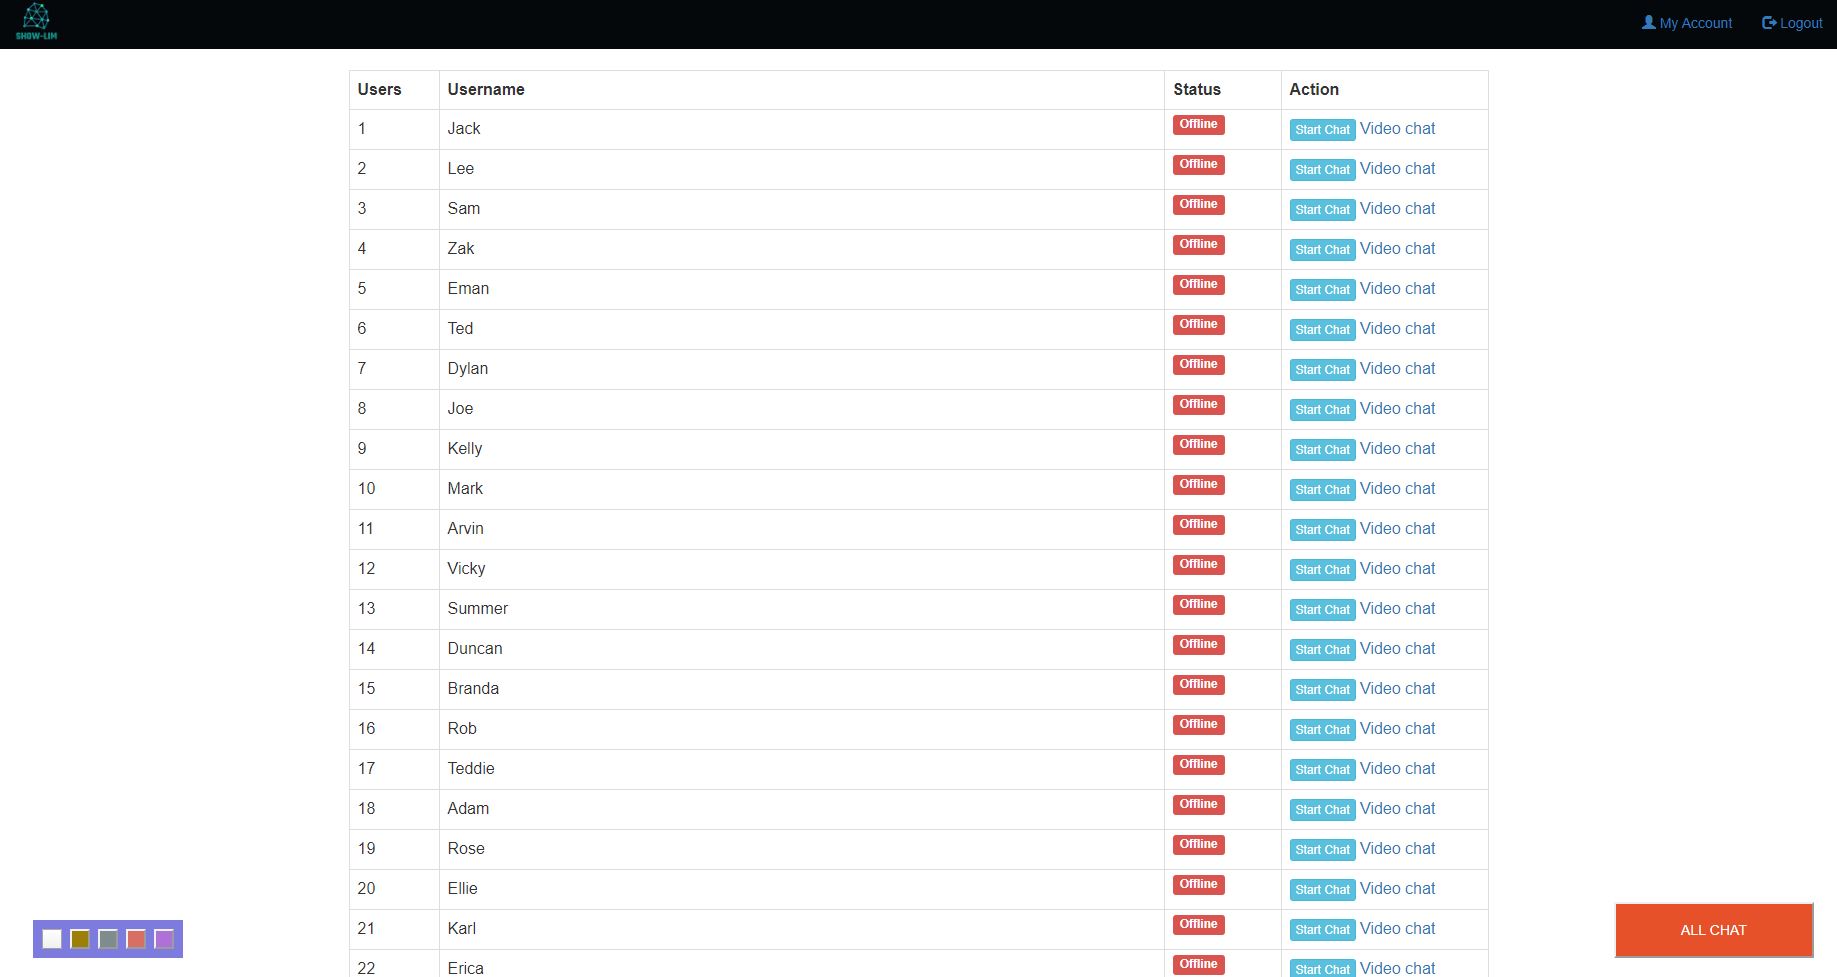 SHOW-LIM
My Account Logout
Users Username Status Action
1 Jack Offline Start Chat Video chat
2 Lee Offline Start Chat Video chat
3 Sam Offline Start Chat Video chat
4 Zak Offline Start Chat Video chat
5 Eman Offline Start Chat Video chat
6 Ted Offline Start Chat Video chat
7 Dylan Offline Start Chat Video chat
8 Joe Offline Start Chat Video chat
9 Kelly Offline Start Chat Video chat
10 Mark Offline Start Chat Video chat
11 Arvin Offline Start Chat Video chat
12 Vicky Offline Start Chat Video chat
13 Summer Offline Start Chat Video chat
14 Duncan Offline Start Chat Video chat
15 Branda Offline Start Chat Video chat
16 Rob Offline Start Chat Video chat
17 Teddie Offline Start Chat Video chat
18 Adam Offline Start Chat Video chat
19 Rose Offline Start Chat Video chat
20 Ellie Offline Start Chat Video chat
21 Karl Offline Start Chat Video chat
22 Erica Offline Start Chat Video chat
ALL CHAT